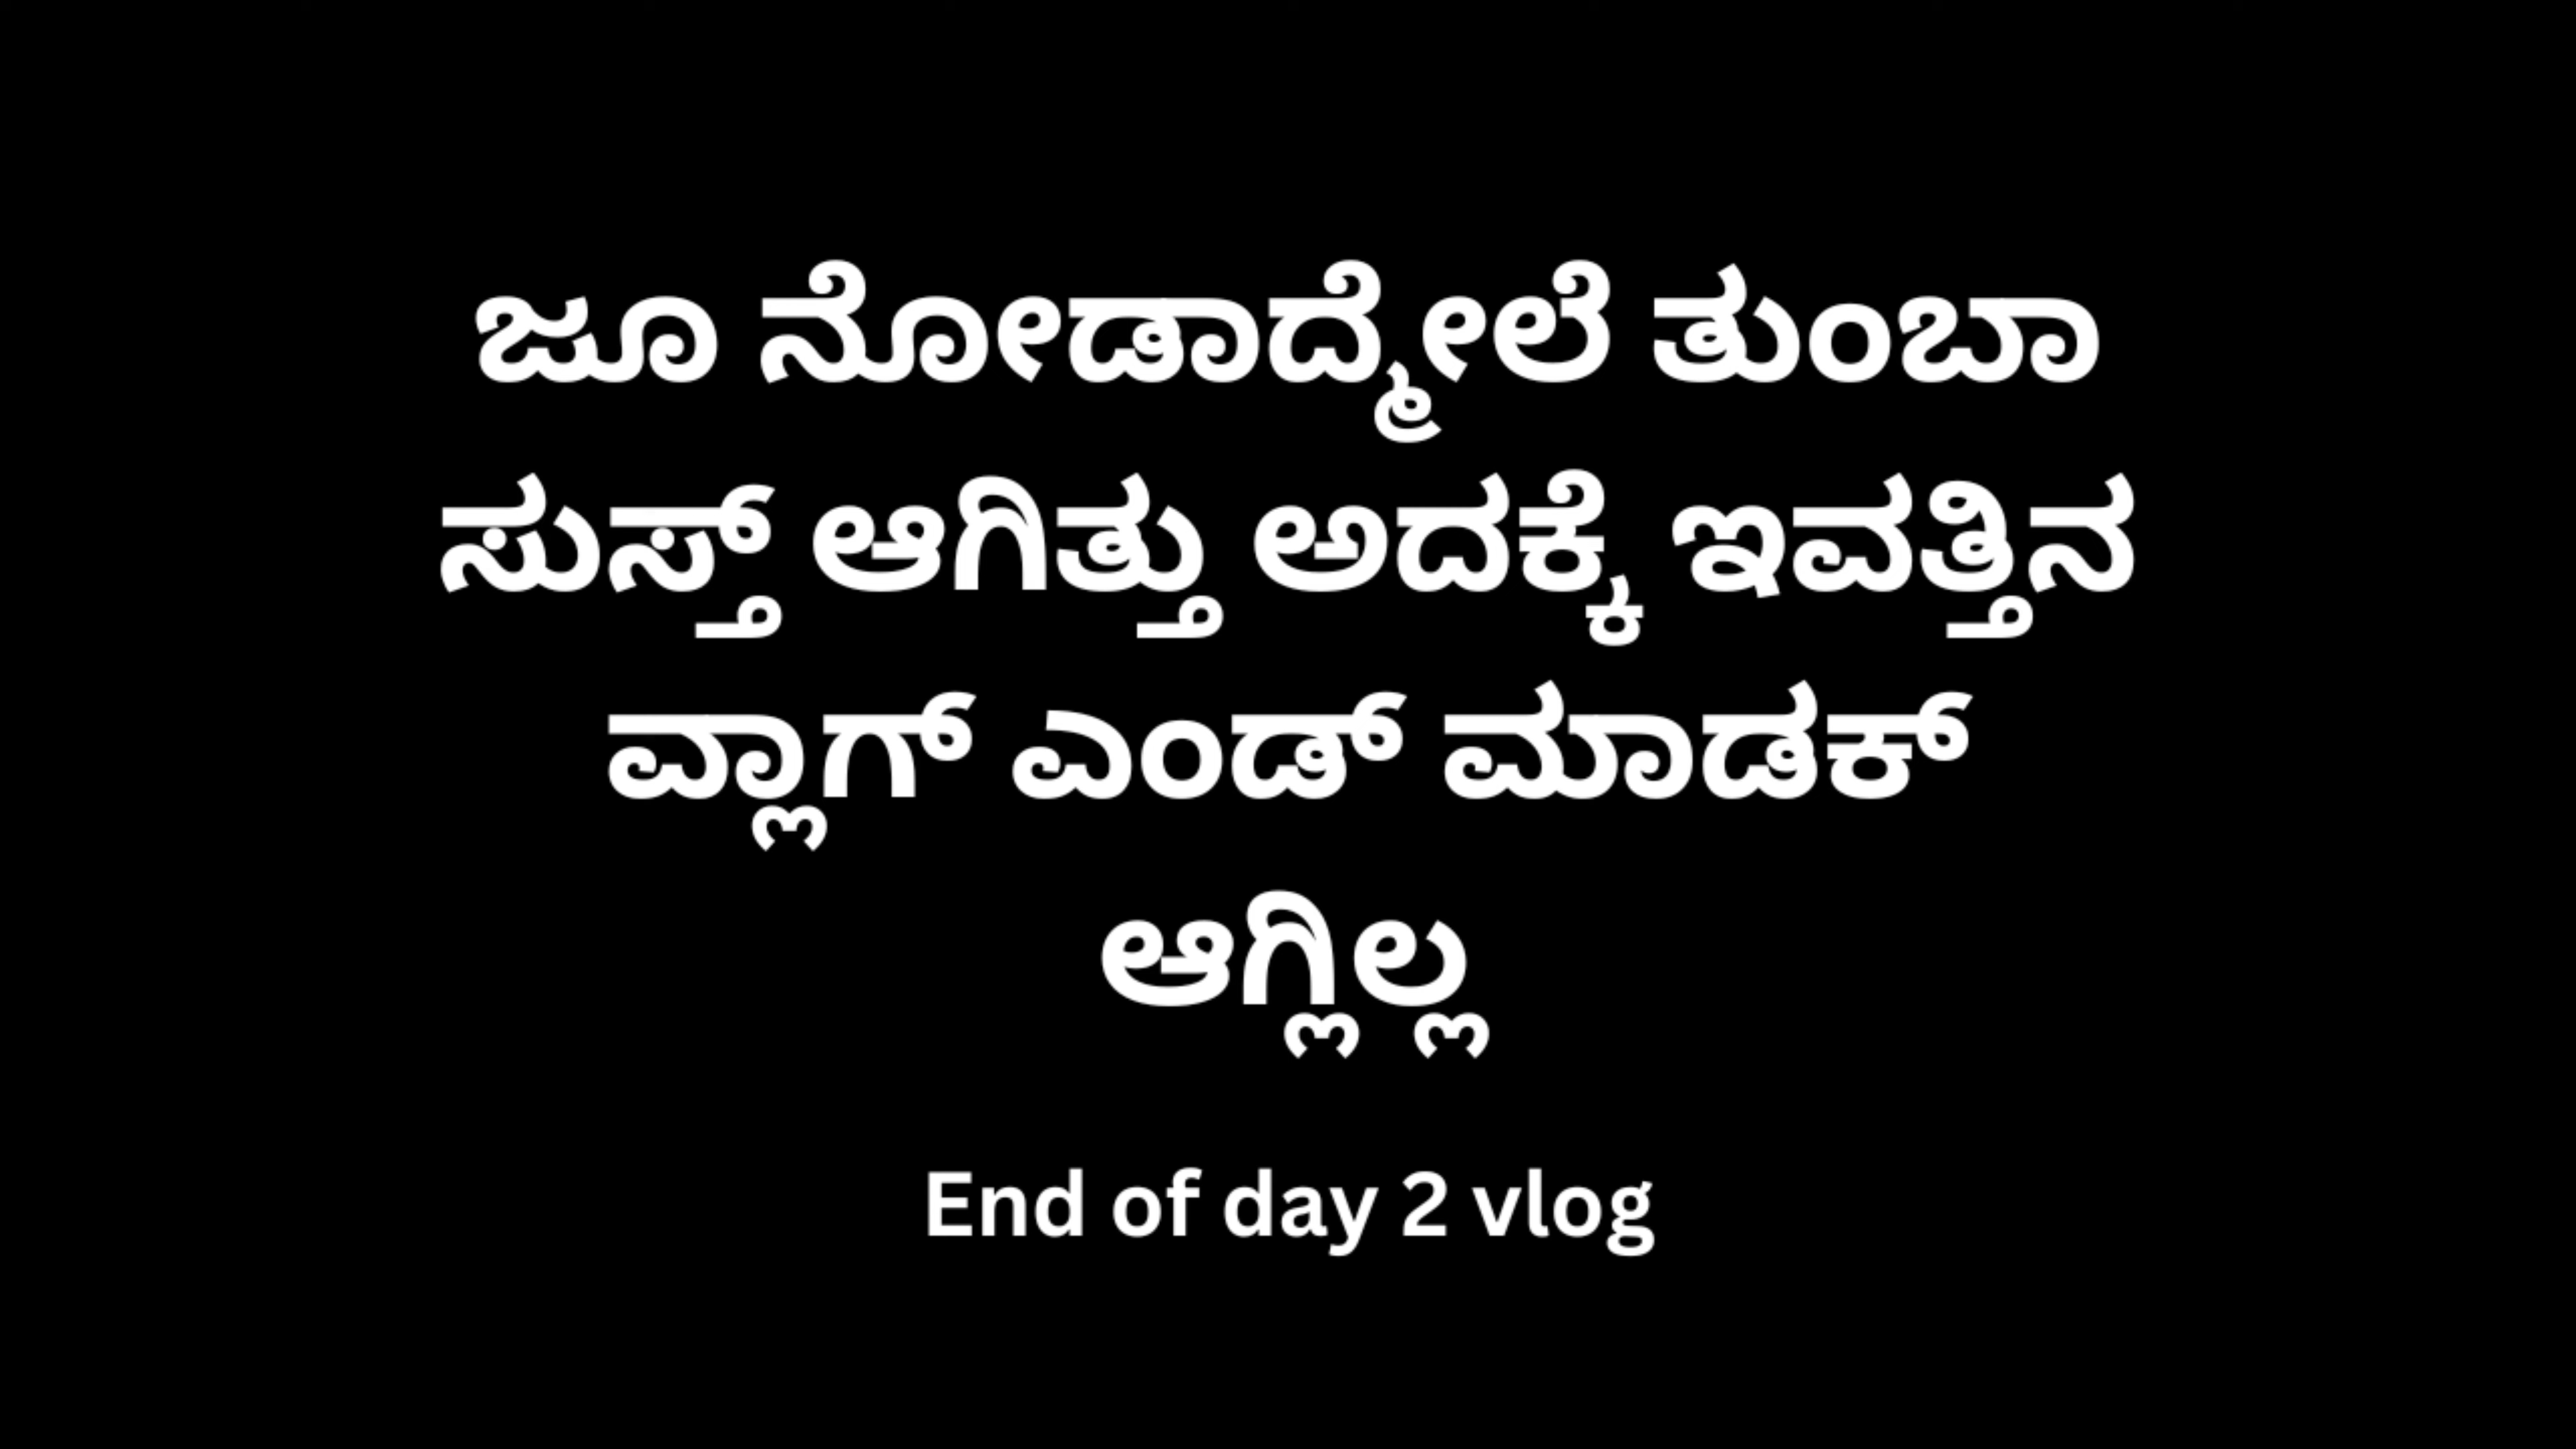 ಜೂ ನೋಡಾದ್ಮೇಲೆ ತುಂಬಾ
ಸುಸ್ತ್ ಆಗಿತ್ತು ಅದಕ್ಕೆ ಇವತ್ತಿನ
ವ್ಲಾಗ್ ಎಂಡ್ ಮಾಡಕ್
ಆಗ್ಲಿಲ್ಲ
End of day 2 vlog